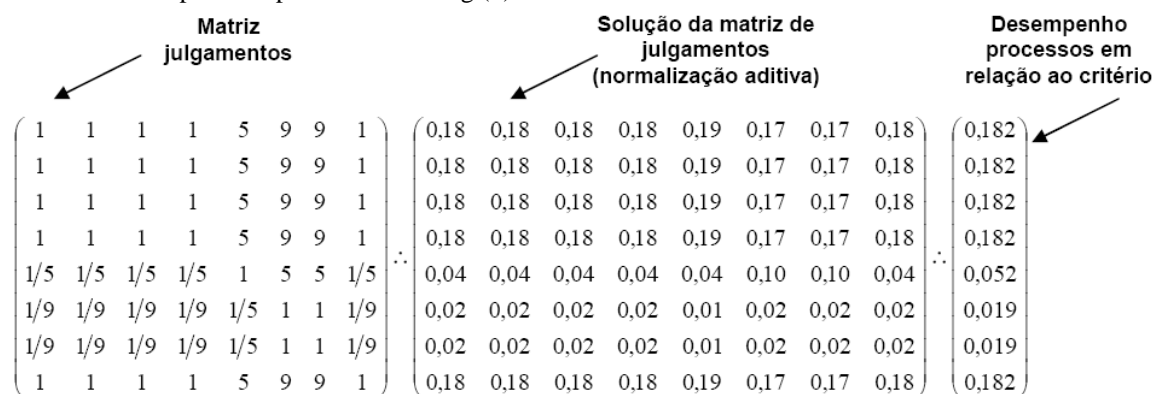 Matriz
julgamentos
Solução da matriz de
julgamentos
(normalização aditiva)
Desempenho
processos em
relação ao critério
1 1 1 1 5 9 9 1 0,18 0,18 0,18 0,18 0,19 0,17 0,17 0,18 0,182
1 1 1 1 5 9 9 1 0,18 0,18 0,18 0,18 0,19 0,17 0,17 0,18 0,182
1 1 1 1 5 9 9 1 0,18 0,18 0,18 0,18 0,19 0,17 0,17 0,18 0,182
1 1 1 1 5 9 9 1 0,18 0,18 0,18 0,18 0,19 0,17 0,17 0,18 0,182
1/5 1/5 1/5 1/5 1 5 5 1/5 ∴ 0,04 0,04 0,04 0,04 0,04 0,10 0,10 0,04 ∴ 0,052
1/9 1/9 1/9 1/9 1/5 1 1 1/9 0,02 0,02 0,02 0,02 0,01 0,02 0,02 0,02 0,019
1/9 1/9 1/9 1/9 1/5 1 1 1/9 0,02 0,02 0,02 0,02 0,01 0,02 0,02 0,02 0,019
1 1 1 1 5 9 9 1 0,18 0,18 0,18 0,18 0,19 0,17 0,17 0,18 0,182